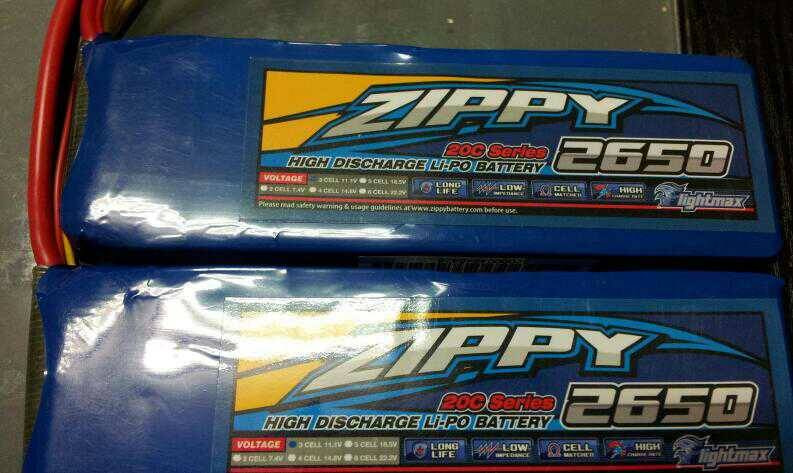 ZIPPY
20C Series
HIGH DISCHARGE Li-PO BATTERY 2650
VOLTAGE 3 CELL 11.1V 5 CELL 18.5V
2 CELL 7.4V 4 CELL 14.8V 6 CELL 22.2V
LONG LIFE LOW IMPEDANCE CELL MATCHED HIGH CHARGE RATE lightmax
Please read safety warning & usage guidelines at www.zippybattery.com before use.
ZIPPY
20C Series
HIGH DISCHARGE Li-PO BATTERY 2650
VOLTAGE 3 CELL 11.1V 5 CELL 18.5V
2 CELL 7.4V 4 CELL 14.8V 6 CELL 22.2V
LONG LIFE LOW IMPEDANCE CELL MATCHED HIGH CHARGE RATE lightmax